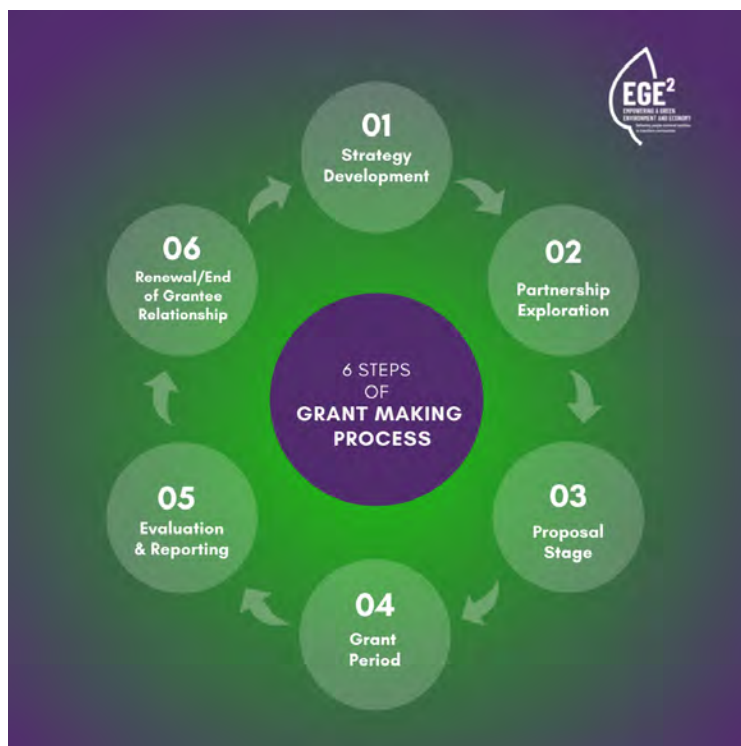 EGE²
EMPOWERING A GREEN
ENVIRONMENT AND ECONOMY
01
Strategy
Development
02
Partnership
Exploration
03
Proposal
Stage
04
Grant
Period
05
Evaluation
& Reporting
06
Renewal/End
of Grantee
Relationship
6 STEPS
OF
GRANT MAKING
PROCESS